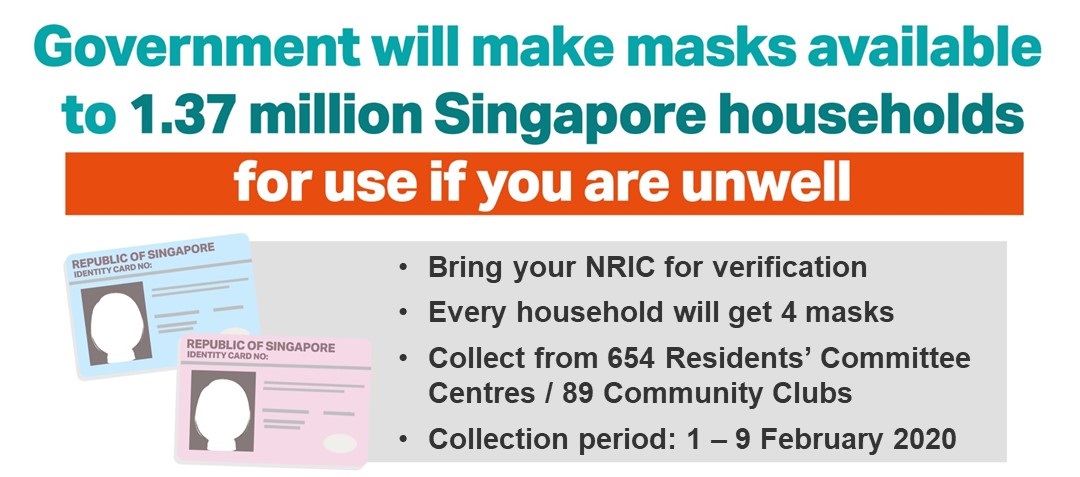 Government will make masks available
to 1.37 million Singapore households
for use if you are unwell
REPUBLIC OF SINGAPORE
IDENTITY CARD NO:
REPUBLIC OF SINGAPORE
IDENTITY CARD NO:
• Bring your NRIC for verification
• Every household will get 4 masks
• Collect from 654 Residents’ Committee
Centres / 89 Community Clubs
• Collection period: 1 – 9 February 2020